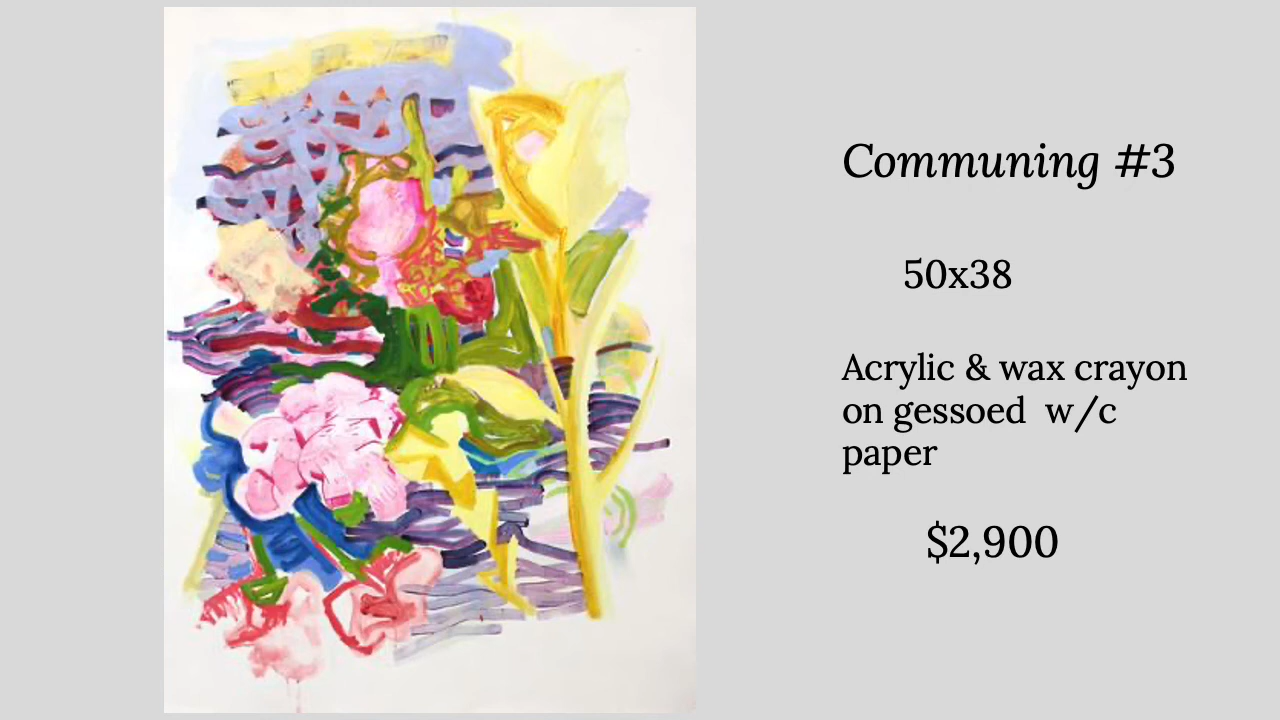 Communing #3
50x38
Acrylic & wax crayon
on gessoed w/c
paper
$2,900